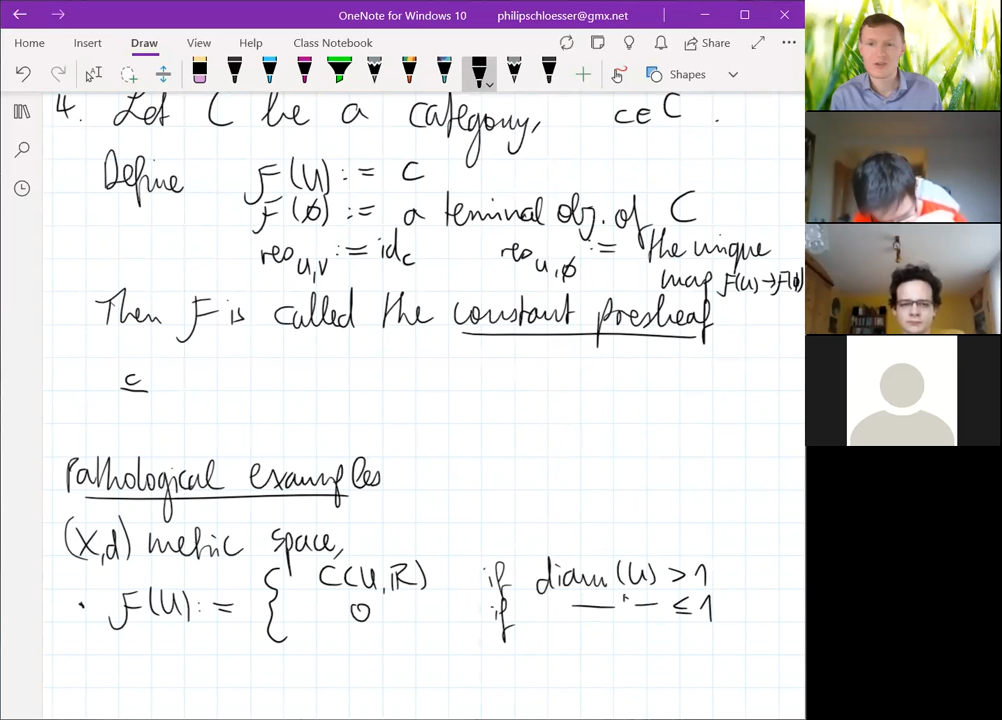 OneNote for Windows 10
philipschloesser@gmx.net
Home Insert Draw View Help Class Notebook Share
Shapes
4. Let C be a category, c ∈ C .
Define F(U) := c
F(∅) := a terminal obj. of C
res_{U,V} := id_c res_{U,∅} := the unique
map F(U) → F(∅)
Then F is called the constant presheaf
c
Pathological examples
(X,d) metric space,
· F(U) := { C(U,ℝ) if diam(U) > 1
0 if —"— ≤ 1